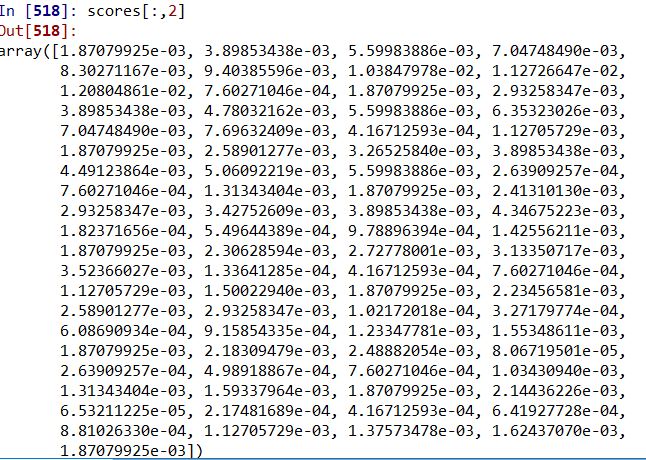 In [518]: scores[:,2]
Out[518]:
array([1.87079925e-03, 3.89853438e-03, 5.59983886e-03, 7.04748490e-03,
8.30271167e-03, 9.40385596e-03, 1.03847978e-02, 1.12726647e-02,
1.20804861e-02, 7.60271046e-04, 1.87079925e-03, 2.93258347e-03,
3.89853438e-03, 4.78032162e-03, 5.59983886e-03, 6.35323026e-03,
7.04748490e-03, 7.69632409e-03, 4.16712593e-04, 1.12705729e-03,
1.87079925e-03, 2.58901277e-03, 3.26525840e-03, 3.89853438e-03,
4.49123864e-03, 5.06092219e-03, 5.59983886e-03, 2.63909257e-04,
7.60271046e-04, 1.31343404e-03, 1.87079925e-03, 2.41310130e-03,
2.93258347e-03, 3.42752609e-03, 3.89853438e-03, 4.34675223e-03,
1.82371656e-04, 5.49644389e-04, 9.78896394e-04, 1.42556211e-03,
1.87079925e-03, 2.30628594e-03, 2.72778001e-03, 3.13350717e-03,
3.52366027e-03, 1.33641285e-04, 4.16712593e-04, 7.60271046e-04,
1.12705729e-03, 1.50022940e-03, 1.87079925e-03, 2.23456581e-03,
2.58901277e-03, 2.93258347e-03, 1.02172018e-04, 3.27179774e-04,
6.08690934e-04, 9.15854335e-04, 1.23347781e-03, 1.55348611e-03,
1.87079925e-03, 2.18309479e-03, 2.48882054e-03, 8.06719501e-05,
2.63909257e-04, 4.98918867e-04, 7.60271046e-04, 1.03430940e-03,
1.31343404e-03, 1.59337964e-03, 1.87079925e-03, 2.14436226e-03,
6.53211225e-05, 2.17481689e-04, 4.16712593e-04, 6.41927728e-04,
8.81026330e-04, 1.12705729e-03, 1.37573478e-03, 1.62437070e-03,
1.87079925e-03])